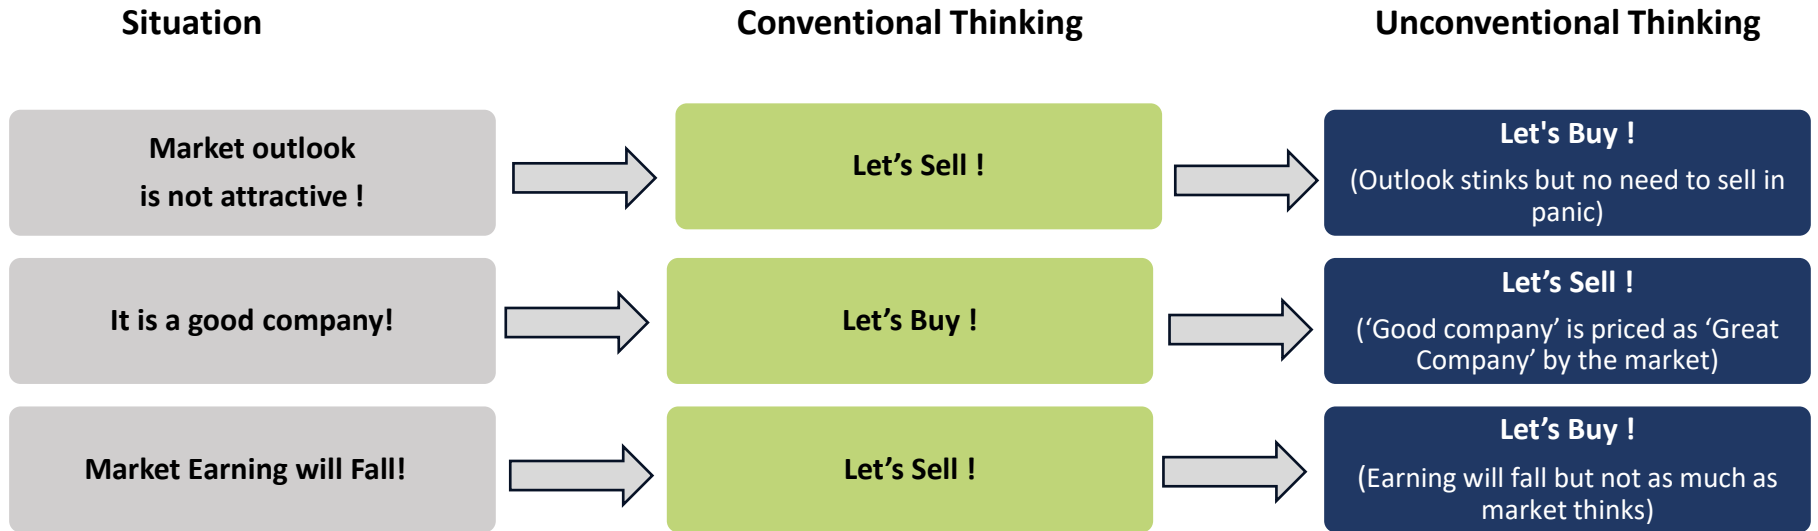 Situation
Conventional Thinking
Unconventional Thinking
Market outlook
is not attractive !
Let’s Sell !
Let's Buy !
(Outlook stinks but no need to sell in
panic)
It is a good company!
Let’s Buy !
Let’s Sell !
(‘Good company’ is priced as ‘Great
Company’ by the market)
Market Earning will Fall!
Let’s Sell !
Let’s Buy !
(Earning will fall but not as much as
market thinks)